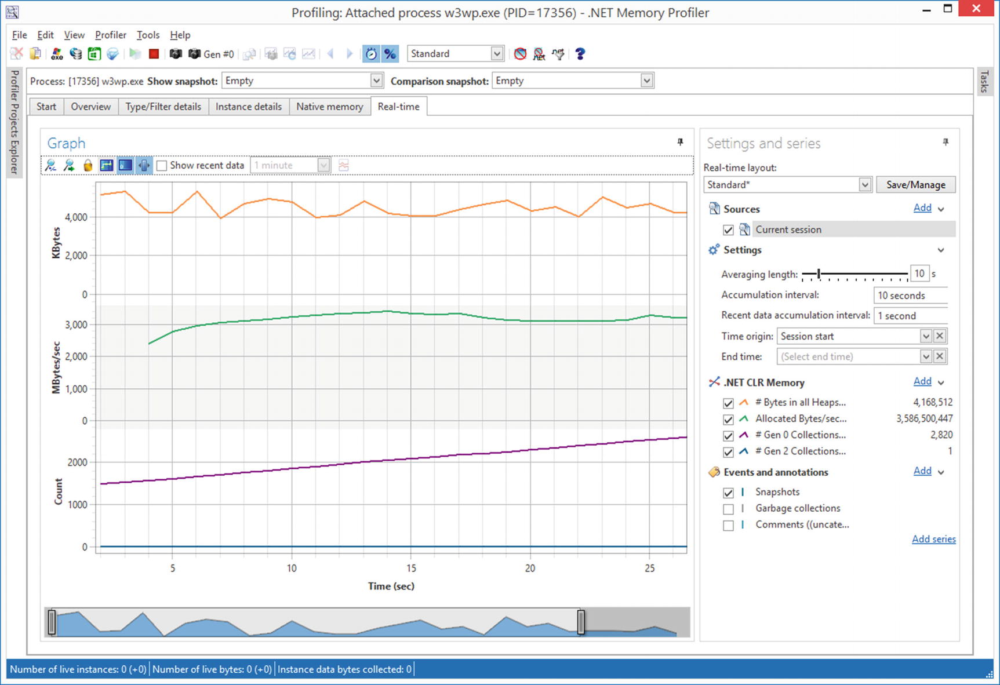 Profiling: Attached process w3wp.exe (PID=17356) - .NET Memory Profiler
File Edit View Profiler Tools Help
exe Gen #0 % Standard .net .net ?
Profiler Projects Explorer
Process: [17356] w3wp.exe Show snapshot: Empty Comparison snapshot: Empty
Tasks
Start Overview Type/Filter details Instance details Native memory Real-time
Graph
Show recent data 1 minute
KBytes
4,000
2,000
0
MBytes/sec
3,000
2,000
1,000
0
Count
2000
1000
0
5 10 15 20 25
Time (sec)
Settings and series
Real-time layout:
Standard* Save/Manage
Sources Add
Current session
Settings
Averaging length: 10 s
Accumulation interval: 10 seconds
Recent data accumulation interval: 1 second
Time origin: Session start
End time: (Select end time)
.NET CLR Memory Add
# Bytes in all Heaps... 4,168,512
Allocated Bytes/sec... 3,586,500,447
# Gen 0 Collections... 2,820
# Gen 2 Collections... 1
Events and annotations Add
Snapshots
Garbage collections
Comments ((uncate...
Add series
Number of live instances: 0 (+0) Number of live bytes: 0 (+0) Instance data bytes collected: 0